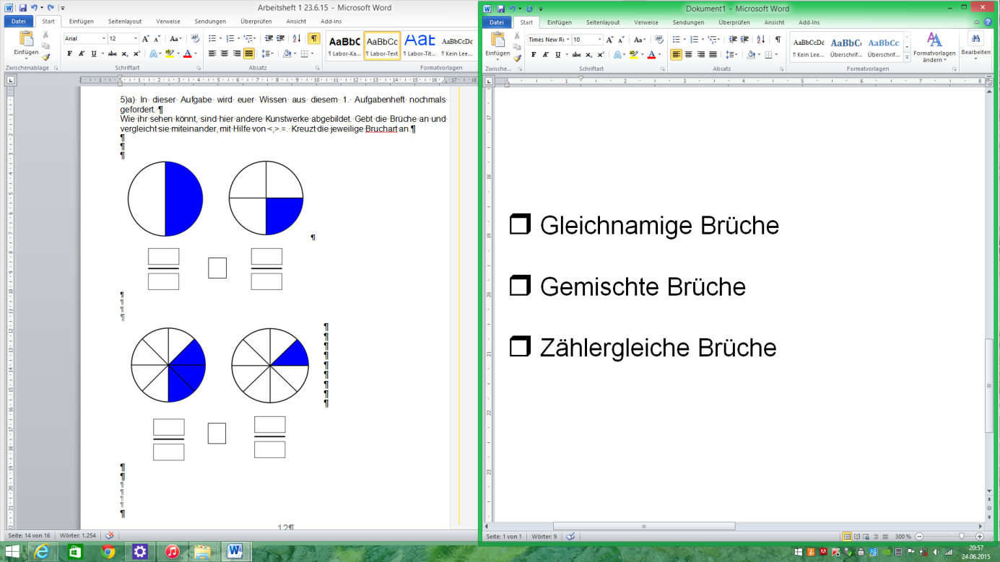 Arbeitsheft 1 23.6.15 - Microsoft Word
Datei Start Einfügen Seitenlayout Verweise Sendungen Überprüfen Ansicht Add-Ins
Einfügen
Arial 12
AaBbC AaBbCc AaB AaBbCcDc
¶ Labor-Ka... ¶ Labor-Text ¶ Labor-Tit... ¶ Kein Lee...
Zwischenablage Schriftart Absatz Formatvorlagen
5)a) In dieser Aufgabe wird euer Wissen aus diesem 1. Aufgabenheft nochmals
gefordert. ¶
Wie ihr sehen könnt, sind hier andere Kunstwerke abgebildet. Gebt die Brüche an und
vergleicht sie miteinander, mit Hilfe von <,>.=. Kreuzt die jeweilige Bruchart an.¶
12¶
Seite: 14 von 16 Wörter: 1.254
Dokument1 - Microsoft Word
Datei Start Einfügen Seitenlayout Verweise Sendungen Überprüfen Ansicht Add-Ins
Einfügen
Times New R 10
AaBbCcDc AaBbCc AaBbCc
¶ Kein Lee... Überschrif... Überschrif...
Formatvorlagen ändern
Bearbeiten
Zwische... Schriftart Absatz Formatvorlagen
Gleichnamige Brüche
Gemischte Brüche
Zählergleiche Brüche
Seite: 1 von 1 Wörter: 9
300 %
20:57
24.06.2015